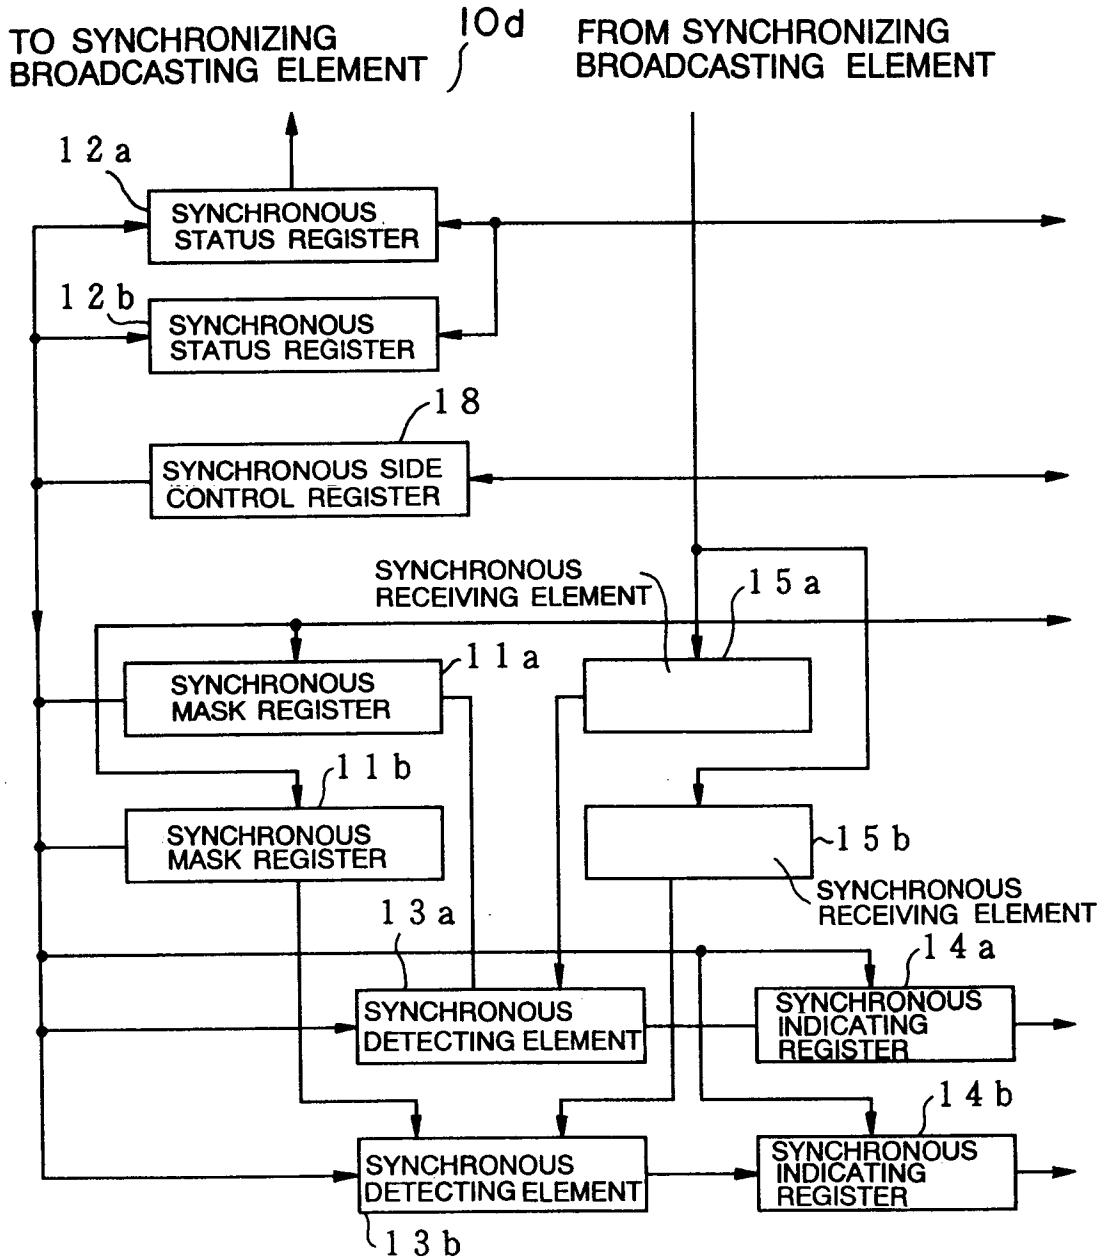 TO SYNCHRONIZING
BROADCASTING ELEMENT
10d
FROM SYNCHRONIZING
BROADCASTING ELEMENT
12a
SYNCHRONOUS
STATUS REGISTER
12b
SYNCHRONOUS
STATUS REGISTER
18
SYNCHRONOUS SIDE
CONTROL REGISTER
SYNCHRONOUS
RECEIVING ELEMENT
15a
11a
SYNCHRONOUS
MASK REGISTER
11b
SYNCHRONOUS
MASK REGISTER
15b
SYNCHRONOUS
RECEIVING ELEMENT
13a
14a
SYNCHRONOUS
DETECTING ELEMENT
SYNCHRONOUS
INDICATING
REGISTER
14b
SYNCHRONOUS
DETECTING ELEMENT
SYNCHRONOUS
INDICATING
REGISTER
13b